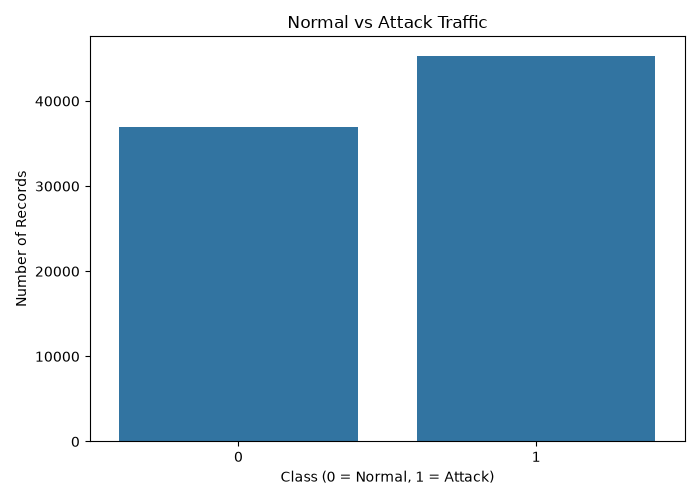 Normal vs Attack Traffic
Number of Records
40000
30000
20000
10000
0
0
1
Class (0 = Normal, 1 = Attack)